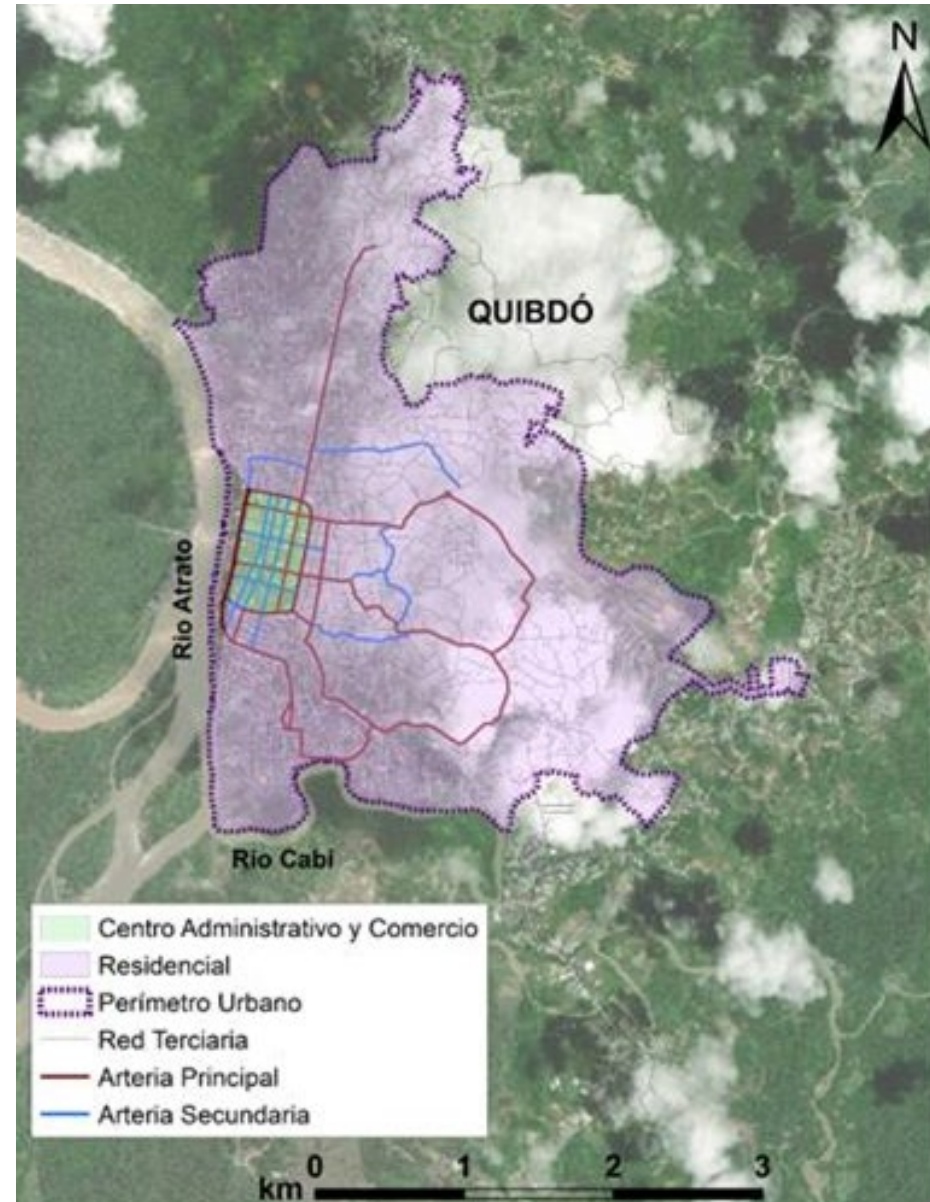 N
QUIBDÓ
Río Atrato
Río Cabí
Centro Administrativo y Comercio
Residencial
Perímetro Urbano
Red Terciaria
Arteria Principal
Arteria Secundaria
0 1 2 3
km